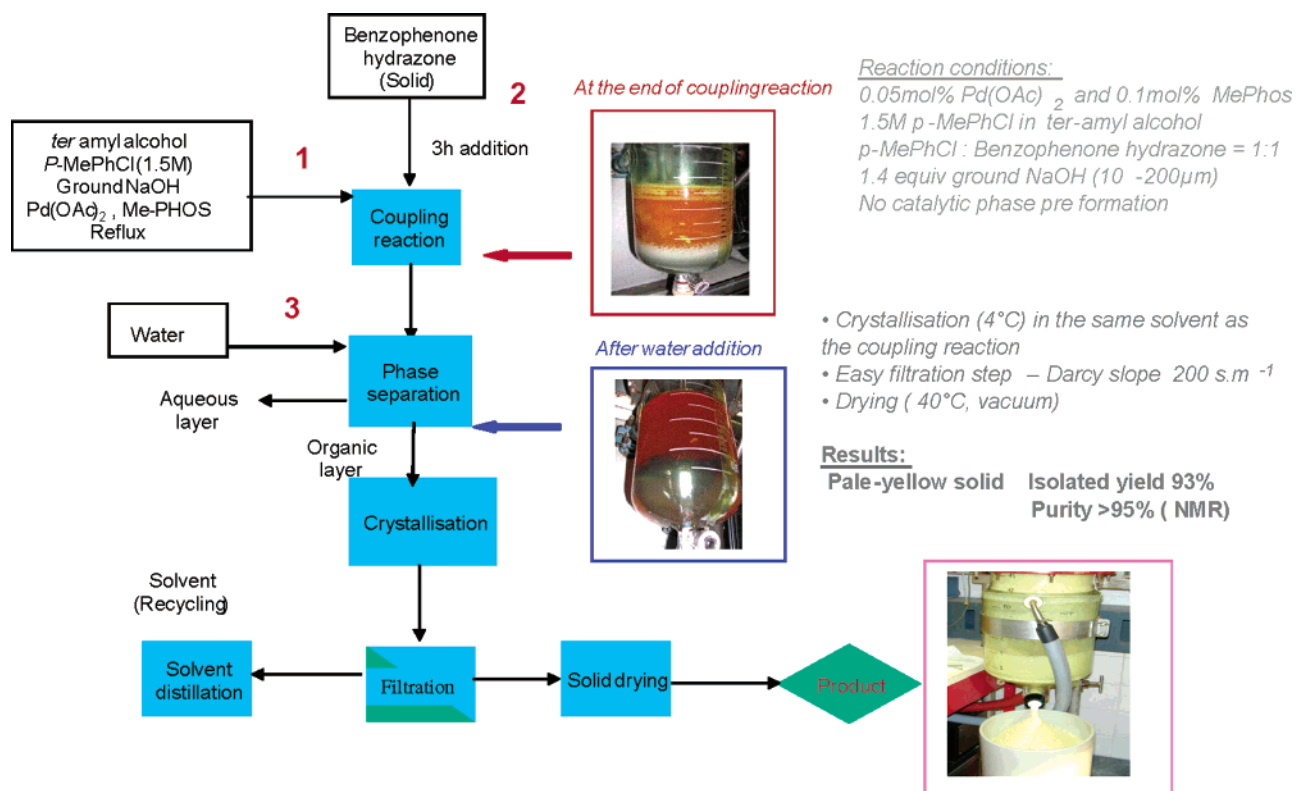 Benzophenone
hydrazone
(Solid)
2
At the end of couplingreaction
Reaction conditions:
0.05mol% Pd(OAc) 2 and 0.1mol% MePhos
1.5M p-MePhCl in ter-amyl alcohol
p-MePhCl : Benzophenone hydrazone = 1:1
1.4 equiv ground NaOH (10 -200µm)
No catalytic phase pre formation
ter amyl alcohol
P-MePhCl(1.5M)
Ground NaOH
Pd(OAc)2 , Me-PHOS
Reflux
1
3h addition
Coupling
reaction
3
Water
After water addition
Phase
separation
Aqueous
layer
Organic
layer
• Crystallisation (4°C) in the same solvent as
the coupling reaction
• Easy filtration step – Darcy slope 200 s.m -1
• Drying ( 40°C, vacuum)
Results:
Pale-yellow solid Isolated yield 93%
Purity >95% ( NMR)
Crystallisation
Solvent
(Recycling)
Solvent
distillation
Filtration
Solid drying
Product